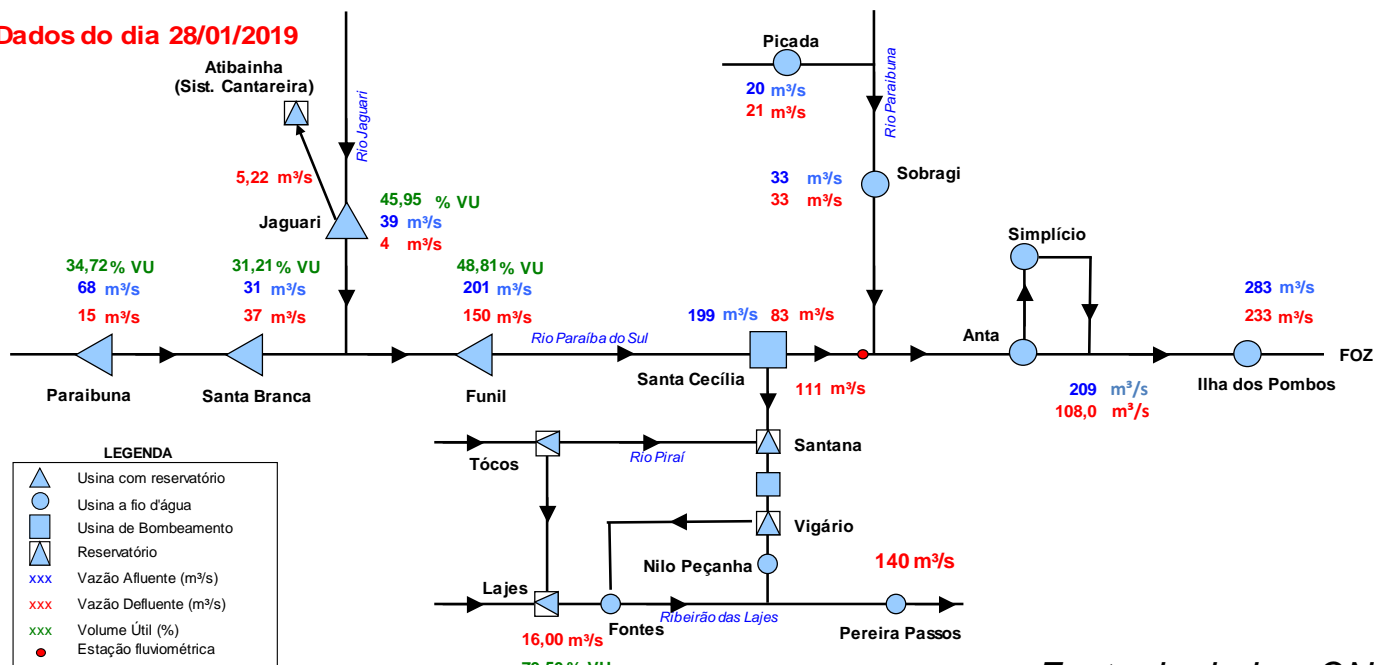 Dados do dia 28/01/2019
Atibainha
(Sist. Cantareira)
Rio Jaguari
5,22 m³/s
Jaguari
45,95 % VU
39 m³/s
4 m³/s
Picada
20 m³/s
21 m³/s
Rio Paraibuna
33 m³/s
33 m³/s
Sobragi
Simplício
34,72 % VU
68 m³/s
15 m³/s
31,21 % VU
31 m³/s
37 m³/s
48,81 % VU
201 m³/s
150 m³/s
Rio Paraíba do Sul
199 m³/s 83 m³/s
Anta
283 m³/s
233 m³/s
FOZ
Paraibuna
Santa Branca
Funil
Santa Cecília
111 m³/s
209 m³/s
108,0 m³/s
Ilha dos Pombos
Tócos
Rio Piraí
Santana
Vigário
Nilo Peçanha
140 m³/s
Lajes
Fontes
Ribeirão das Lajes
Pereira Passos
16,00 m³/s
LEGENDA
Usina com reservatório
Usina a fio d'água
Usina de Bombeamento
Reservatório
xxx Vazão Afluente (m³/s)
xxx Vazão Defluente (m³/s)
xxx Volume Útil (%)
Estação fluviométrica
% VU